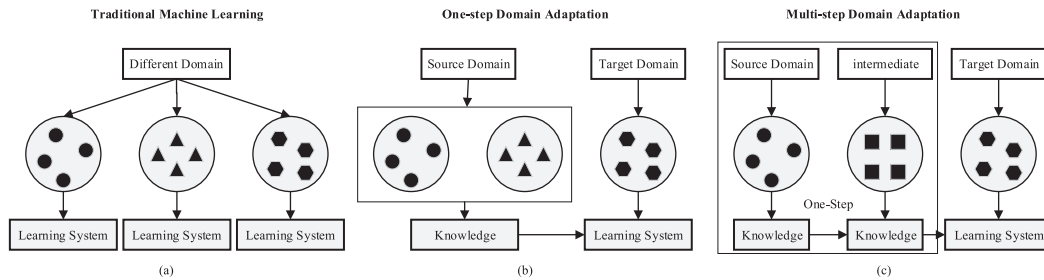 Traditional Machine Learning
Different Domain
Learning System
Learning System
Learning System
(a)
One-step Domain Adaptation
Source Domain
Target Domain
Knowledge
Learning System
(b)
Multi-step Domain Adaptation
Source Domain
intermediate
Target Domain
One-Step
Knowledge
Knowledge
Learning System
(c)